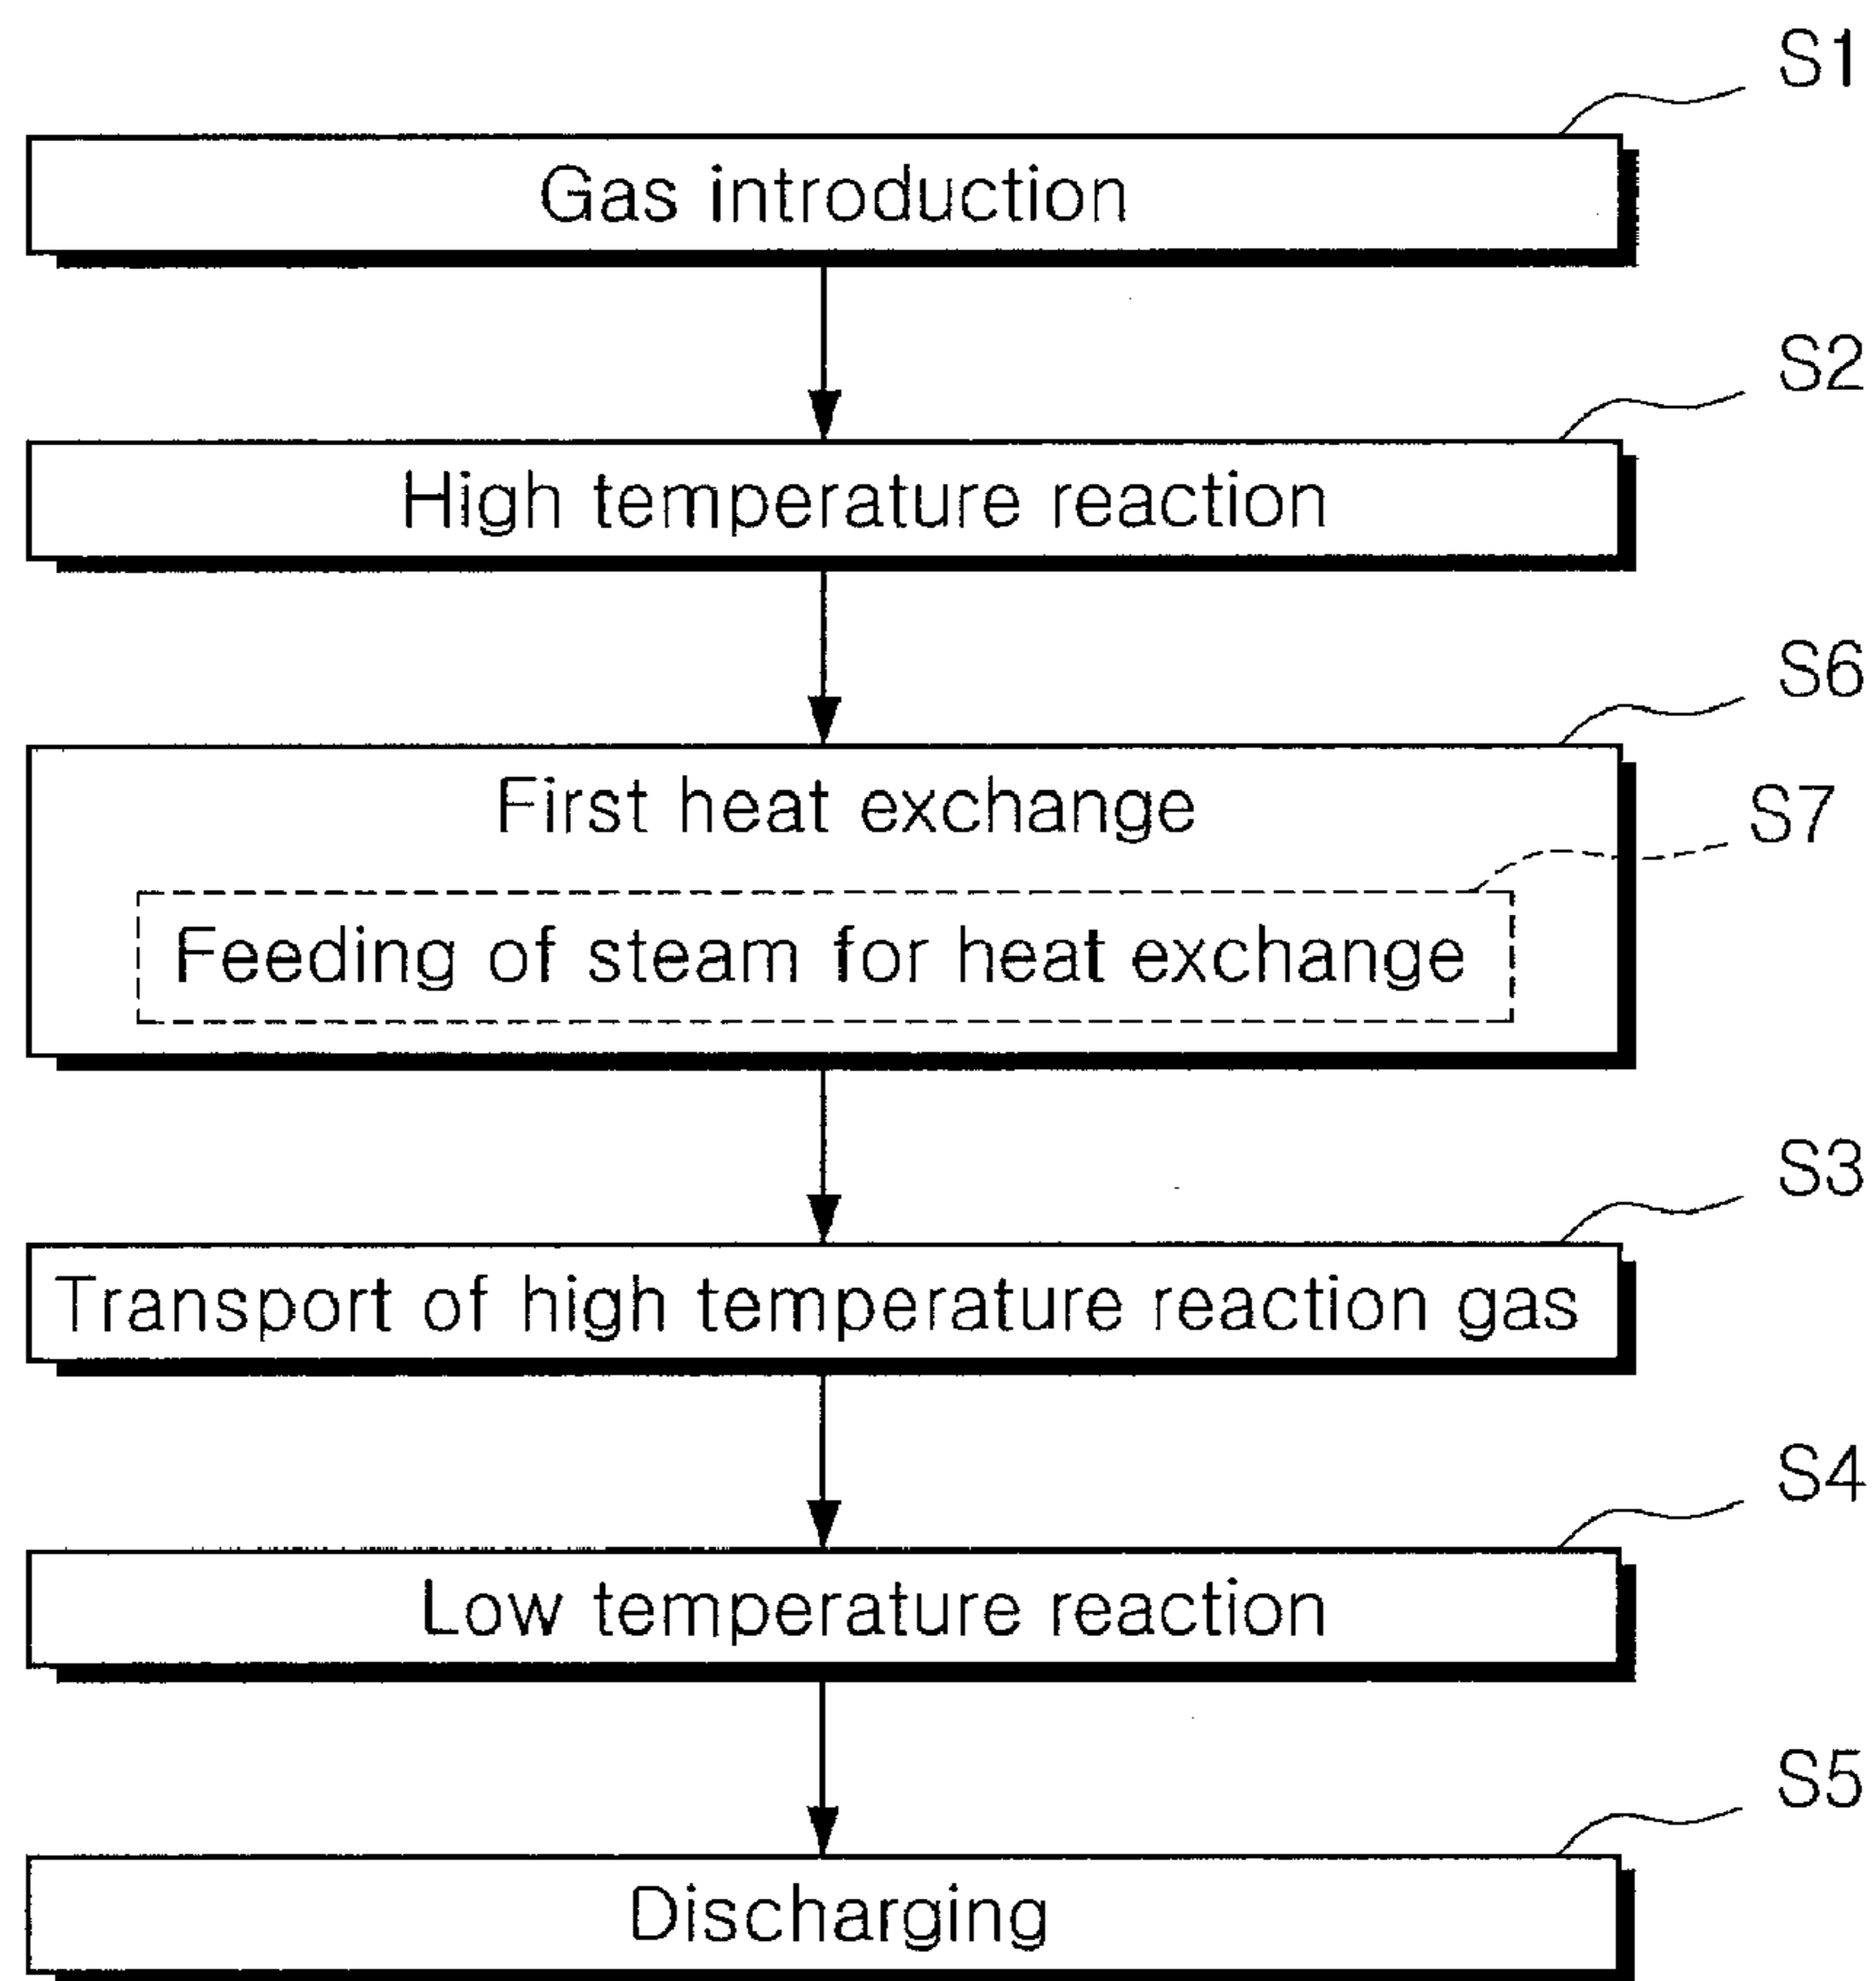 S1
Gas introduction
S2
High temperature reaction
S6
First heat exchange
S7
Feeding of steam for heat exchange
S3
Transport of high temperature reaction gas
S4
Low temperature reaction
S5
Discharging